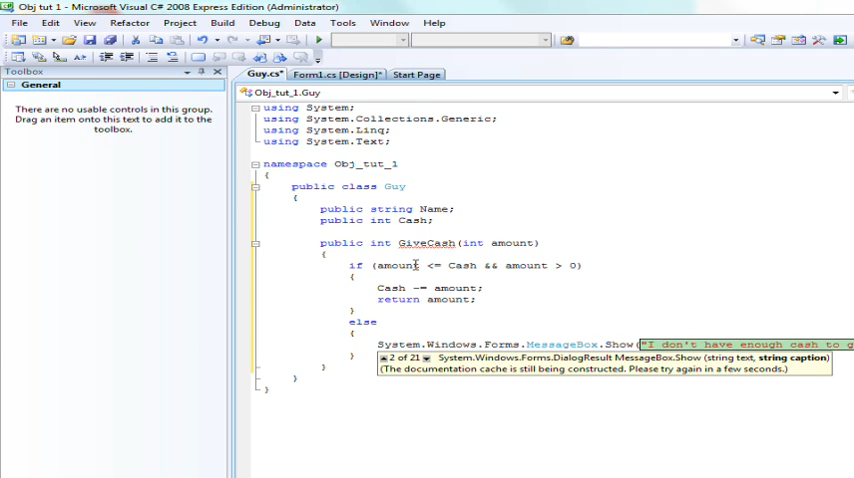 Obj tut 1 - Microsoft Visual C# 2008 Express Edition (Administrator)
File Edit View Refactor Project Build Debug Data Tools Window Help
Toolbox
General
There are no usable controls in this group.
Drag an item onto this text to add it to the
toolbox.
Guy.cs* Form1.cs [Design]* Start Page
Obj_tut_1.Guy
using System;
using System.Collections.Generic;
using System.Linq;
using System.Text;
namespace Obj_tut_1
{
public class Guy
{
public string Name;
public int Cash;
public int GiveCash(int amount)
{
if (amount <= Cash && amount > 0)
{
Cash -= amount;
return amount;
}
else
{
System.Windows.Forms.MessageBox.Show("I don't have enough cash to g
2 of 21 System.Windows.Forms.DialogResult MessageBox.Show (string text, string caption)
(The documentation cache is still being constructed. Please try again in a few seconds.)
}
}
}
}